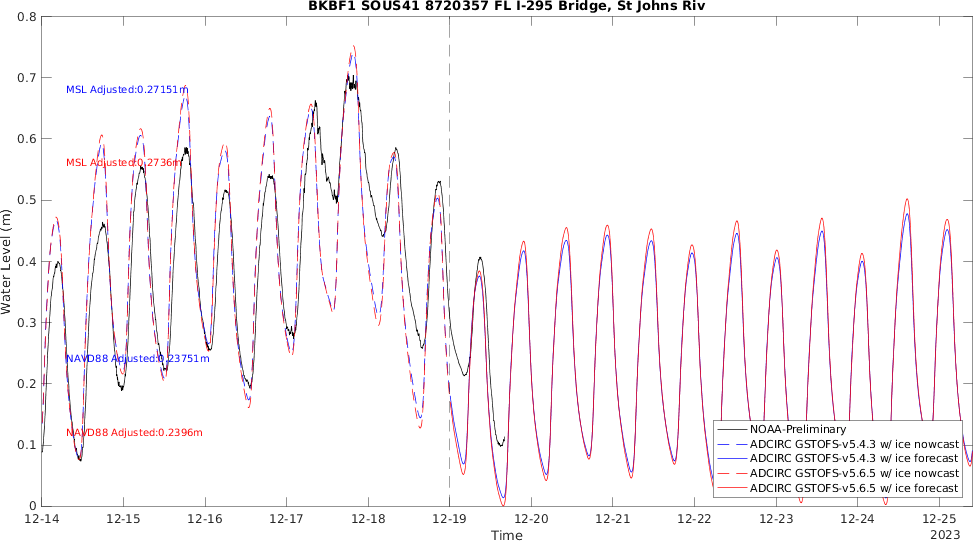 BKBF1 SOUS41 8720357 FL I-295 Bridge, St Johns Riv
0.8
0.7
0.6
0.5
0.4
0.3
0.2
0.1
0
Water Level (m)
MSL Adjusted:0.27151m
MSL Adjusted:0.2736m
NAVD88 Adjusted:0.23751m
NAVD88 Adjusted:0.2396m
NOAA-Preliminary
ADCIRC GSTOFS-v5.4.3 w/ ice nowcast
ADCIRC GSTOFS-v5.4.3 w/ ice forecast
ADCIRC GSTOFS-v5.6.5 w/ ice nowcast
ADCIRC GSTOFS-v5.6.5 w/ ice forecast
12-14 12-15 12-16 12-17 12-18 12-19 12-20 12-21 12-22 12-23 12-24 12-25
2023
Time